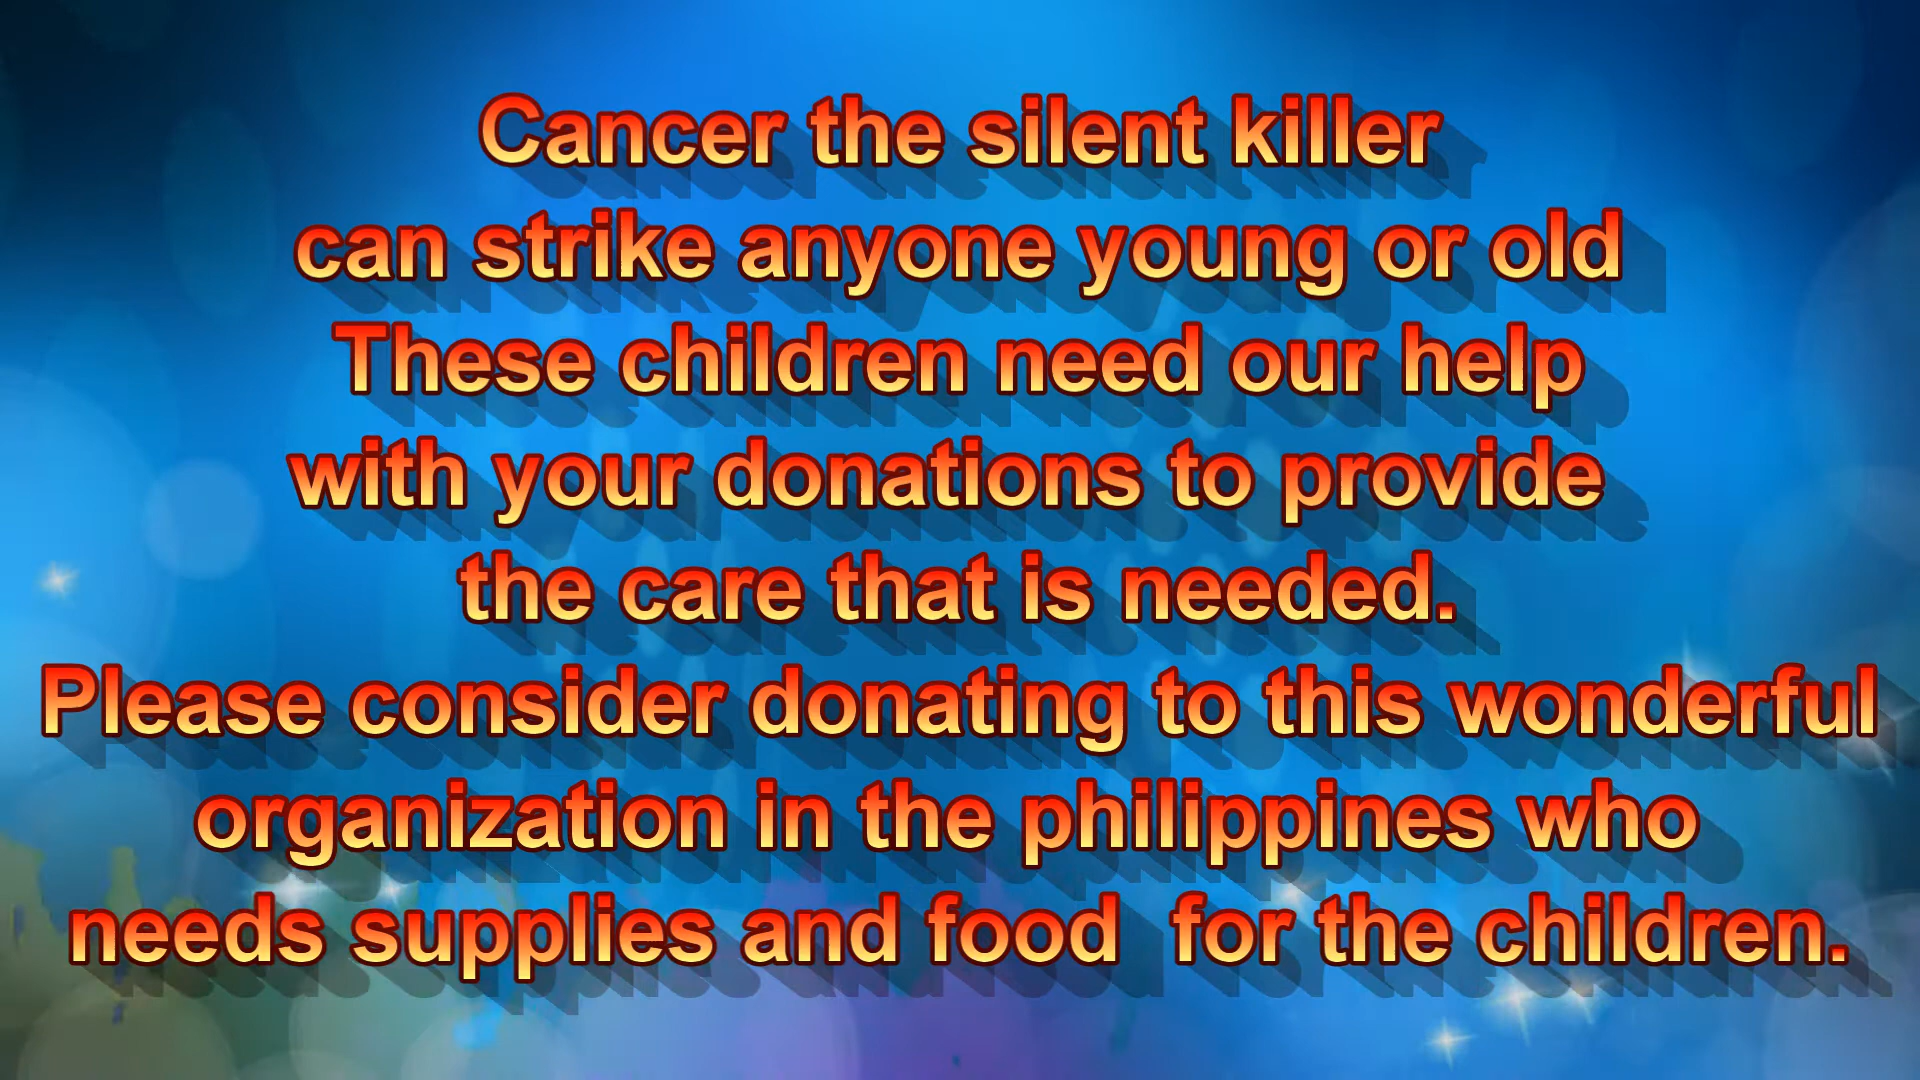 Cancer the silent killer
can strike anyone young or old
These children need our help
with your donations to provide
the care that is needed.
Please consider donating to this wonderful
organization in the philippines who
needs supplies and food  for the children.